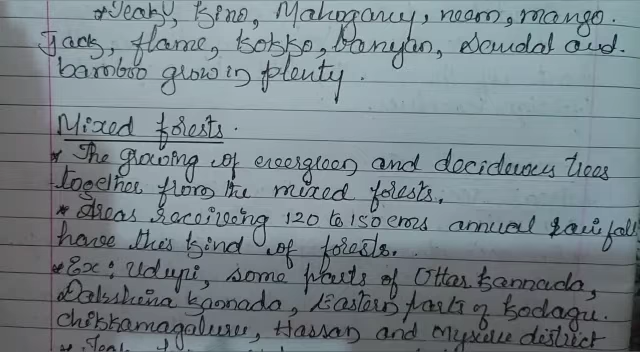 * Teak, Kino, Mahogany, neem, mango.
Jack, flame, Kokko, banyan, Sandal and
bamboo grow in plenty.
Mixed forests.
* The growing of evergreen and deciduous trees
together from the mixed forests.
* Areas receiving 120 to 150 cms annual rainfall
have this kind of forests.
* Ex: Udupi, some parts of Uttar Kannada,
Dakshina Kannada, Eastern parts of Kodagu.
Chikkamagaluru, Hassan and Mysuru district